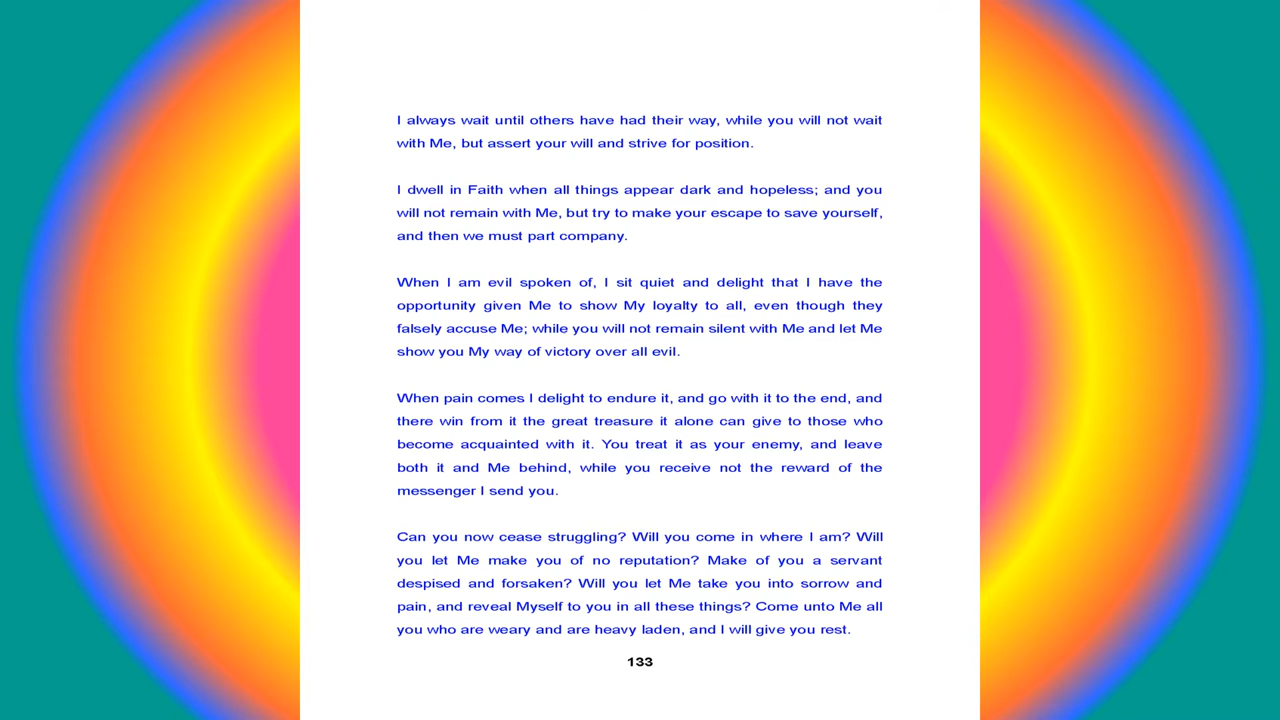 I always wait until others have had their way, while you will not wait
with Me, but assert your will and strive for position.
I dwell in Faith when all things appear dark and hopeless; and you
will not remain with Me, but try to make your escape to save yourself,
and then we must part company.
When I am evil spoken of, I sit quiet and delight that I have the
opportunity given Me to show My loyalty to all, even though they
falsely accuse Me; while you will not remain silent with Me and let Me
show you My way of victory over all evil.
When pain comes I delight to endure it, and go with it to the end, and
there win from it the great treasure it alone can give to those who
become acquainted with it. You treat it as your enemy, and leave
both it and Me behind, while you receive not the reward of the
messenger I send you.
Can you now cease struggling? Will you come in where I am? Will
you let Me make you of no reputation? Make of you a servant
despised and forsaken? Will you let Me take you into sorrow and
pain, and reveal Myself to you in all these things? Come unto Me all
you who are weary and are heavy laden, and I will give you rest.
133